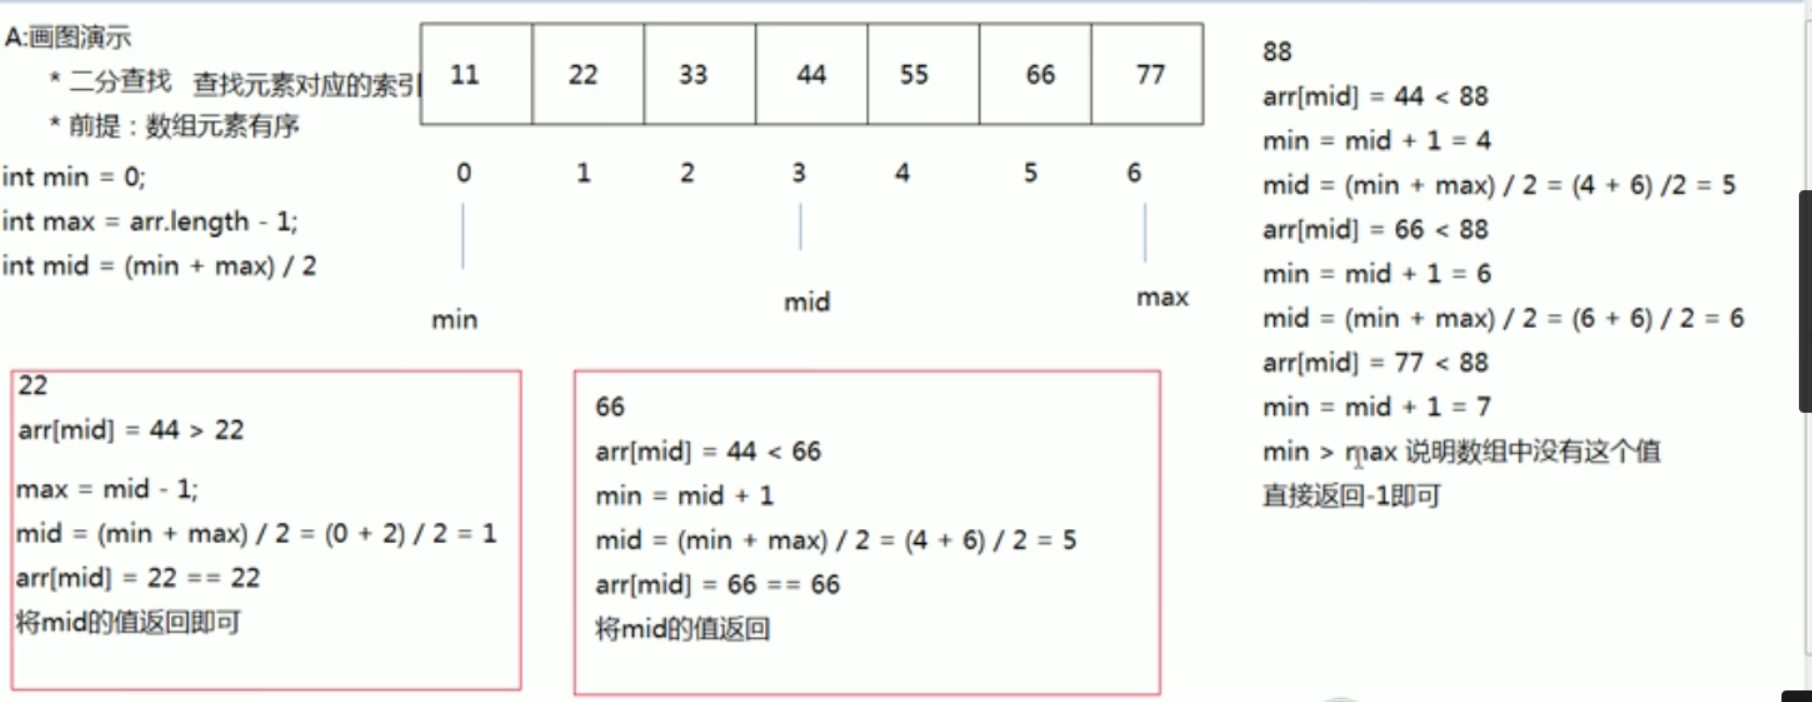 A:画图演示
* 二分查找 查找元素对应的索引
* 前提：数组元素有序
int min = 0;
int max = arr.length - 1;
int mid = (min + max) / 2
11 22 33 44 55 66 77
0 1 2 3 4 5 6
min mid max
22
arr[mid] = 44 > 22
max = mid - 1;
mid = (min + max) / 2 = (0 + 2) / 2 = 1
arr[mid] = 22 == 22
将mid的值返回即可
66
arr[mid] = 44 < 66
min = mid + 1
mid = (min + max) / 2 = (4 + 6) / 2 = 5
arr[mid] = 66 == 66
将mid的值返回
88
arr[mid] = 44 < 88
min = mid + 1 = 4
mid = (min + max) / 2 = (4 + 6) /2 = 5
arr[mid] = 66 < 88
min = mid + 1 = 6
mid = (min + max) / 2 = (6 + 6) / 2 = 6
arr[mid] = 77 < 88
min = mid + 1 = 7
min > max 说明数组中没有这个值
直接返回-1即可